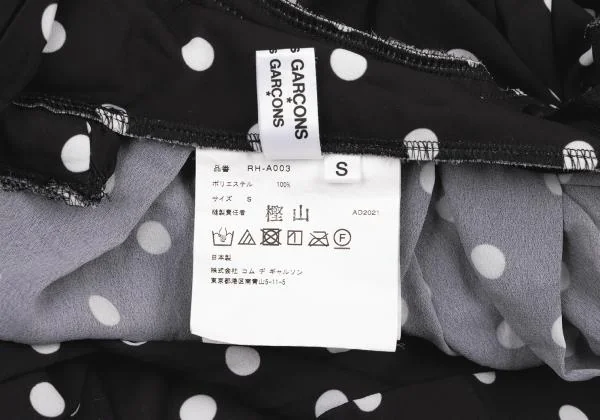 S GARCONS
★
S GARCONS
★
S
品番 RH-A003
ポリエステル 100%
サイズ S
縫製責任者 樫山 AD2021
日本製
株式会社 コム デ ギャルソン
東京都港区南青山5-11-5